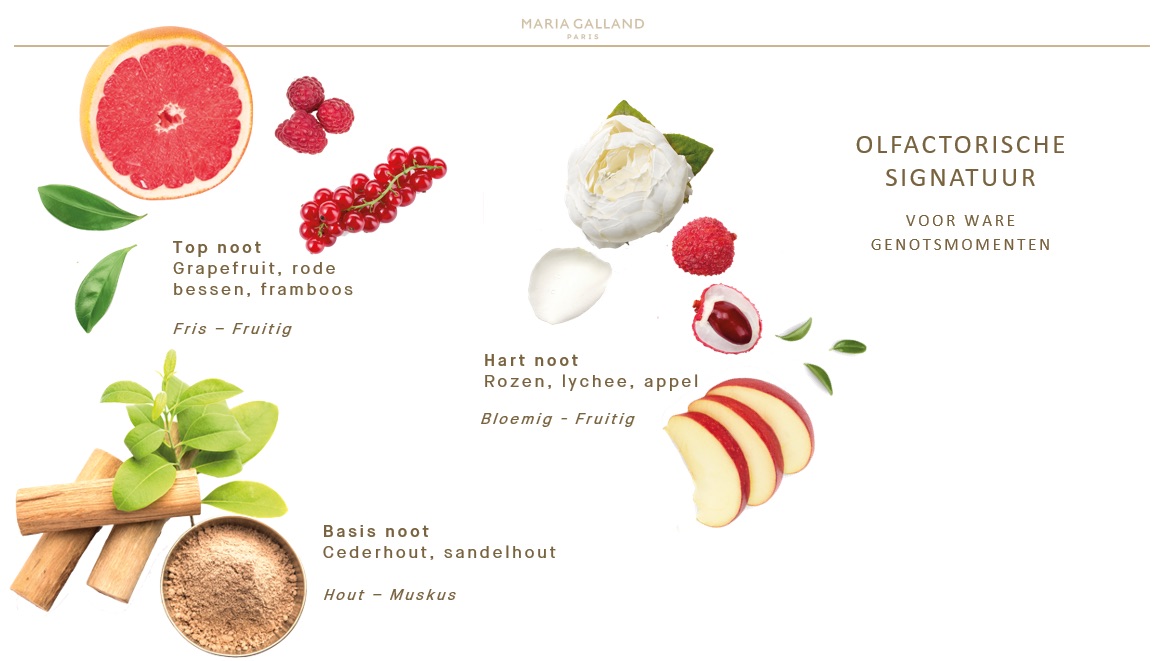 MARIA GALLAND
PARIS
OLFACTORISCHE
SIGNATUUR
VOOR WARE
GENOTSMOMENTEN
Top noot
Grapefruit, rode
bessen, framboos
Fris – Fruitig
Hart noot
Rozen, lychee, appel
Bloemig - Fruitig
Basis noot
Cederhout, sandelhout
Hout – Muskus